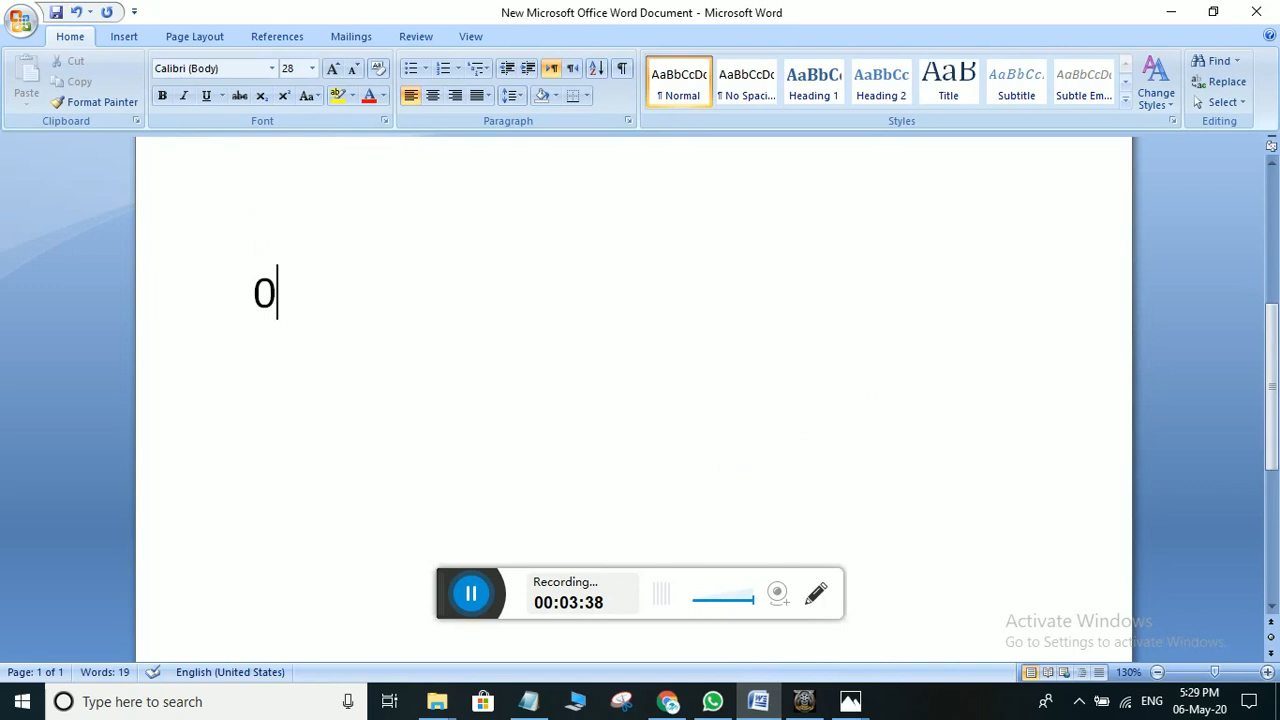 New Microsoft Office Word Document - Microsoft Word
Home Insert Page Layout References Mailings Review View
Paste
Cut
Copy
Format Painter
Clipboard
Calibri (Body) 28
Font
Paragraph
AaBbCcDc AaBbCcDc AaBbC AaBbCc AaB AaBbCc. AaBbCcDc
¶ Normal ¶ No Spaci... Heading 1 Heading 2 Title Subtitle Subtle Em...
Styles
Change
Styles
Find
Replace
Select
Editing
0
Recording...
00:03:38
Activate Windows
Go to Settings to activate Windows.
Page: 1 of 1 Words: 19 English (United States) 130%
Type here to search
ENG
5:29 PM
06-May-20